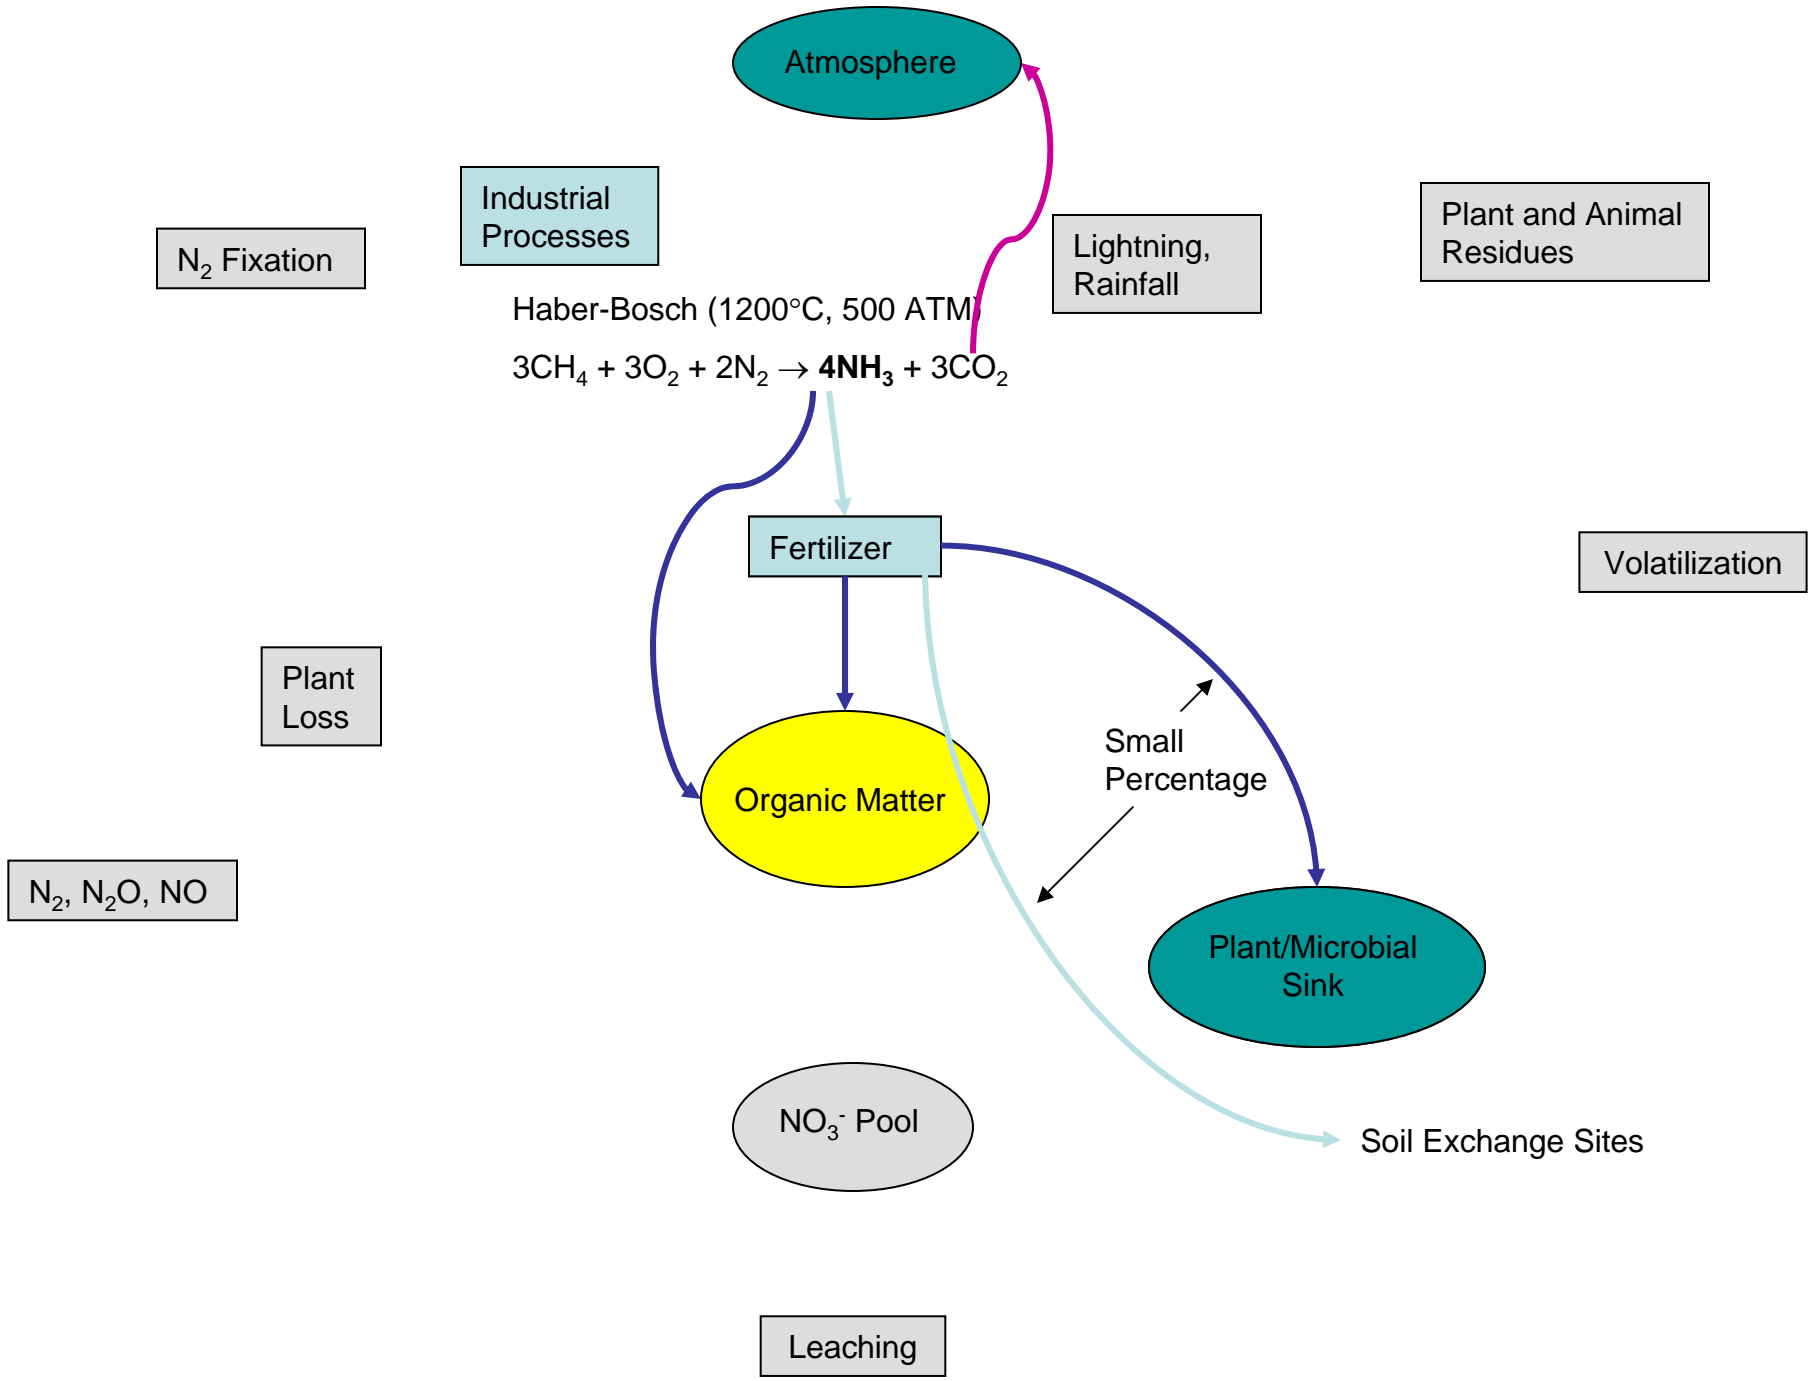 Atmosphere
Industrial
Processes
Plant and Animal
Residues
N₂ Fixation
Lightning,
Rainfall
Haber-Bosch (1200°C, 500 ATM)
3CH₄ + 3O₂ + 2N₂ → 4NH₃ + 3CO₂
Fertilizer
Volatilization
Plant
Loss
Small
Percentage
Organic Matter
N₂, N₂O, NO
Plant/Microbial
Sink
NO₃⁻ Pool
Soil Exchange Sites
Leaching